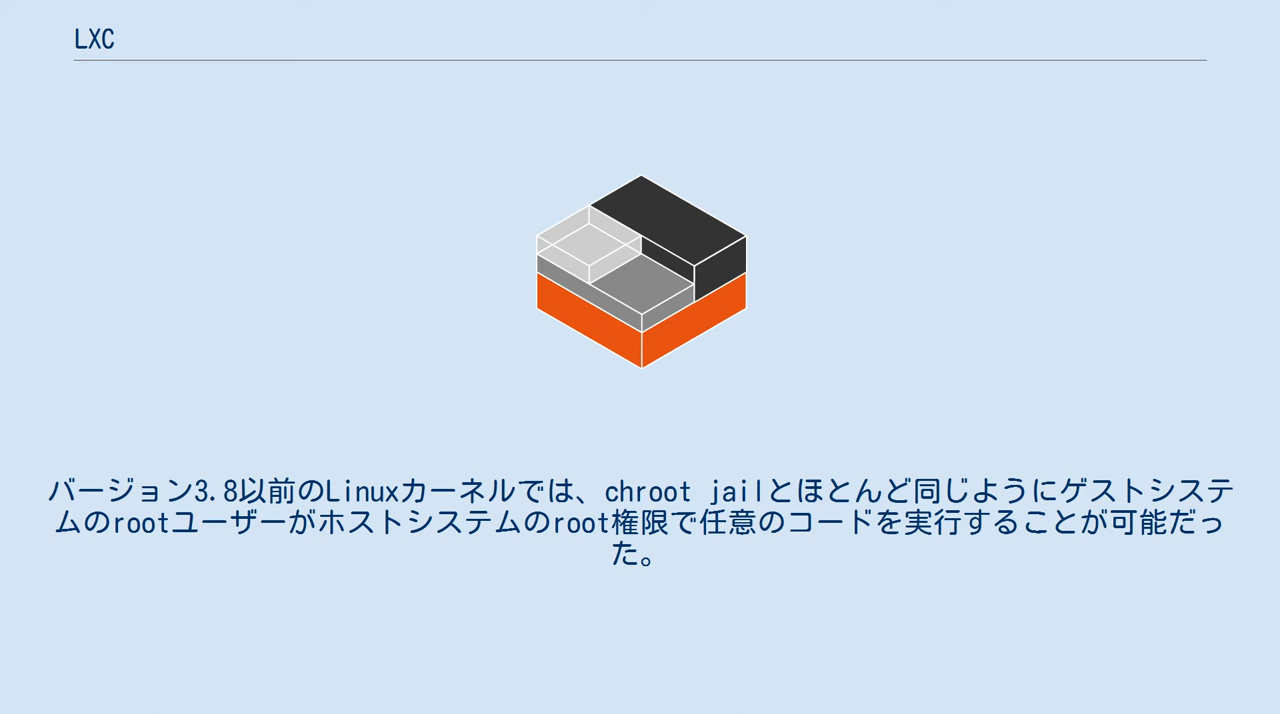 LXC
バージョン3.8以前のLinuxカーネルでは、chroot jailとほとんど同じようにゲストシステ
ムのrootユーザーがホストシステムのroot権限で任意のコードを実行することが可能だっ
た。